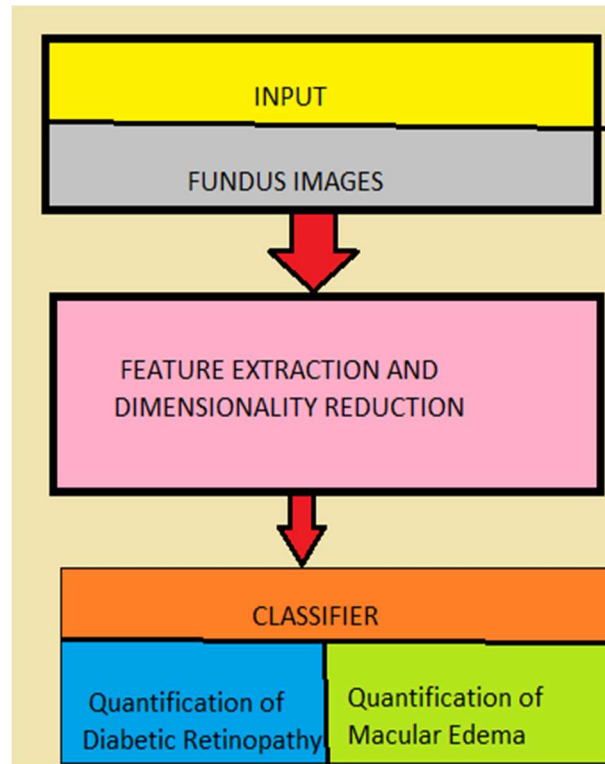 INPUT
FUNDUS IMAGES
FEATURE EXTRACTION AND
DIMENSIONALITY REDUCTION
CLASSIFIER
Quantification of
Diabetic Retinopathy
Quantification of
Macular Edema